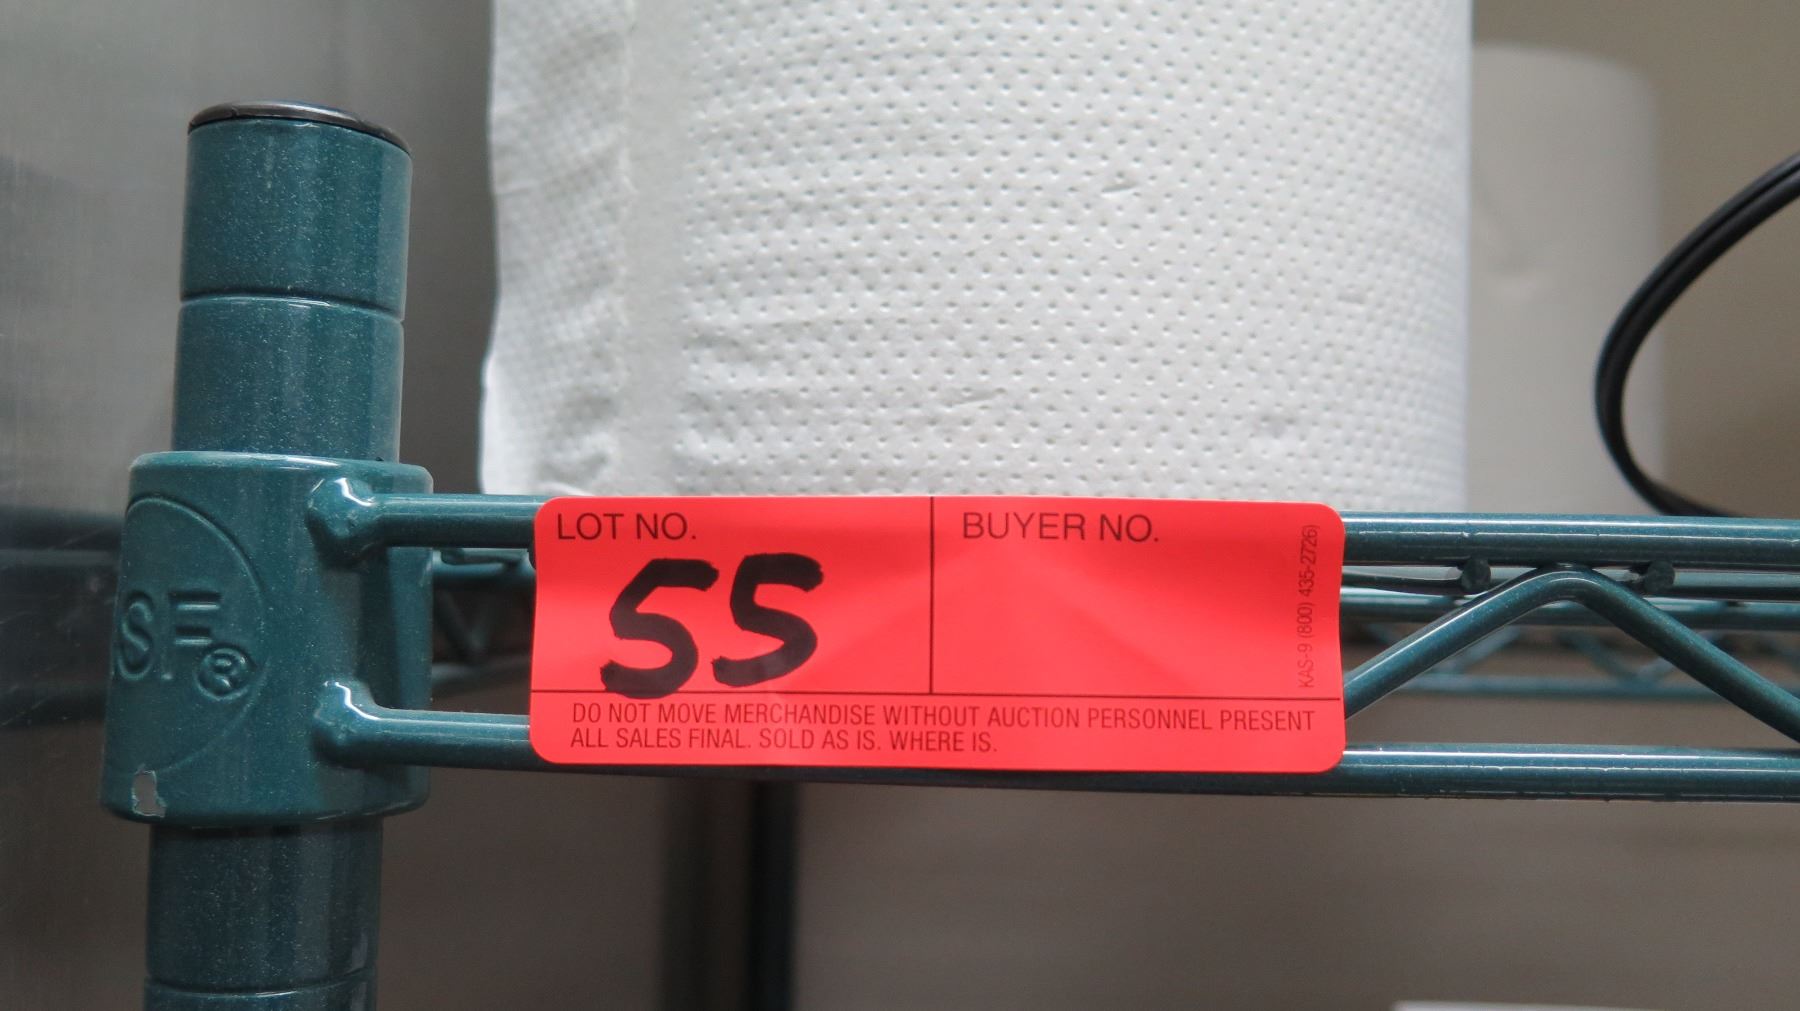 LOT NO.
55
BUYER NO.
KAS-9 (800) 435-2726)
DO NOT MOVE MERCHANDISE WITHOUT AUCTION PERSONNEL PRESENT
ALL SALES FINAL. SOLD AS IS. WHERE IS.
SF®